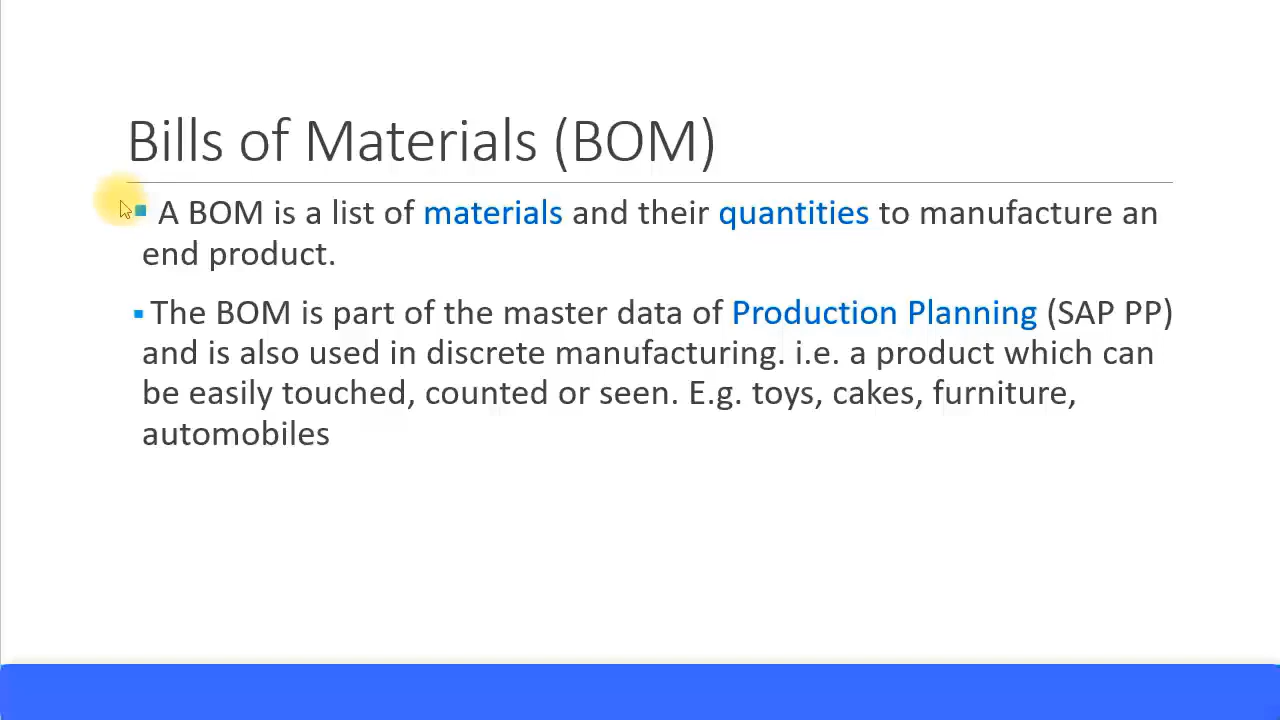 Bills of Materials (BOM)
▪ A BOM is a list of materials and their quantities to manufacture an
end product.
▪ The BOM is part of the master data of Production Planning (SAP PP)
and is also used in discrete manufacturing. i.e. a product which can
be easily touched, counted or seen. E.g. toys, cakes, furniture,
automobiles